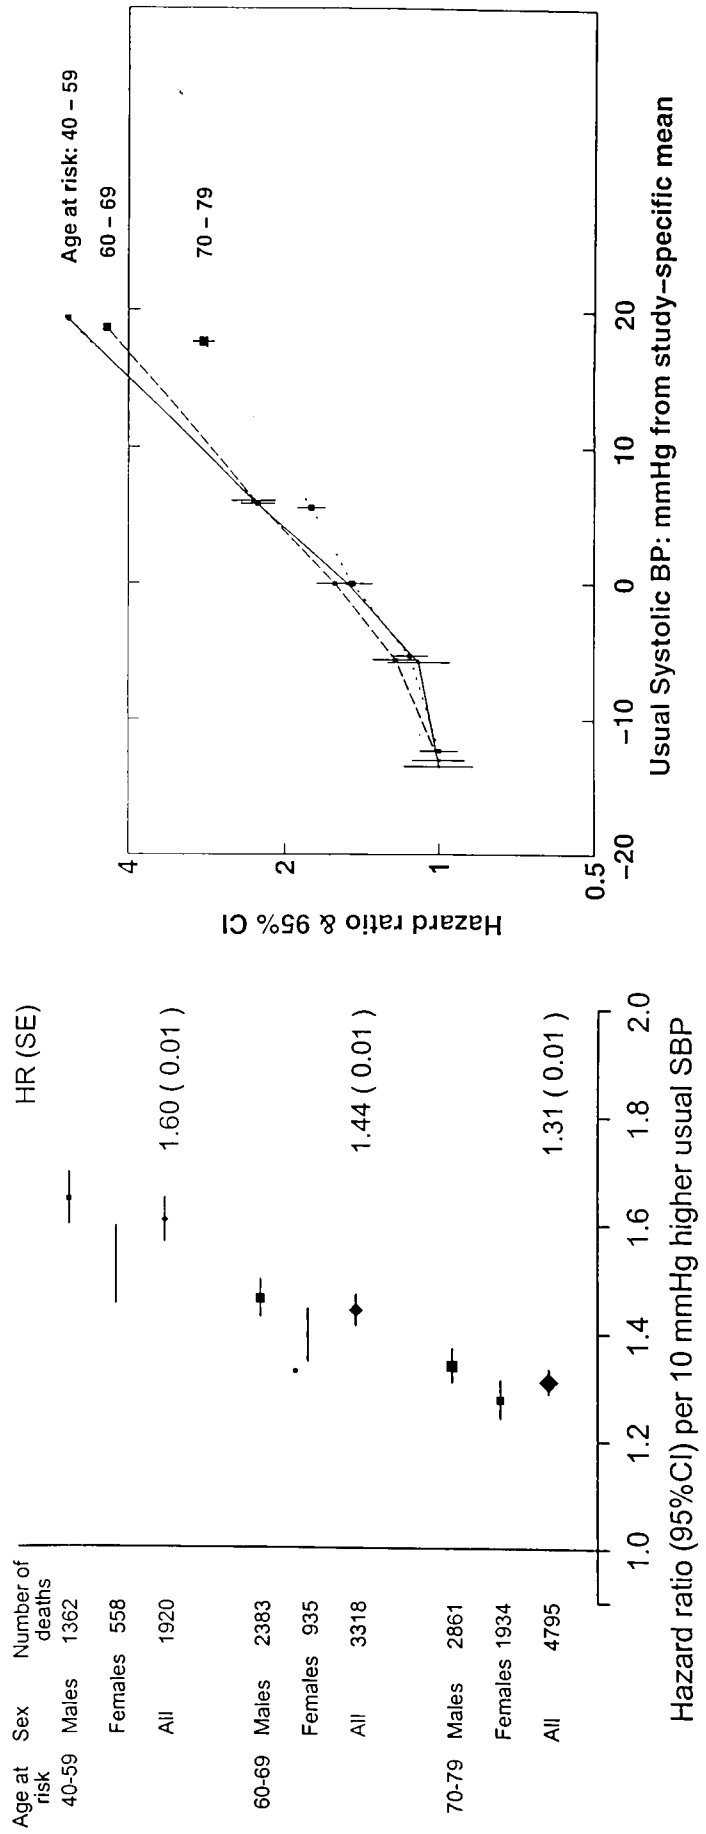 Age at risk Sex Number of deaths HR (SE)
40-59 Males 1362
Females 558
All 1920 1.60 ( 0.01 )
60-69 Males 2383
Females 935
All 3318 1.44 ( 0.01 )
70-79 Males 2861
Females 1934
All 4795 1.31 ( 0.01 )
1.0 1.2 1.4 1.6 1.8 2.0
Hazard ratio (95%CI) per 10 mmHg higher usual SBP
Hazard ratio & 95% CI
4
2
1
0.5
Age at risk: 40 – 59
60 – 69
70 – 79
−20 −10 0 10 20
Usual Systolic BP: mmHg from study−specific mean